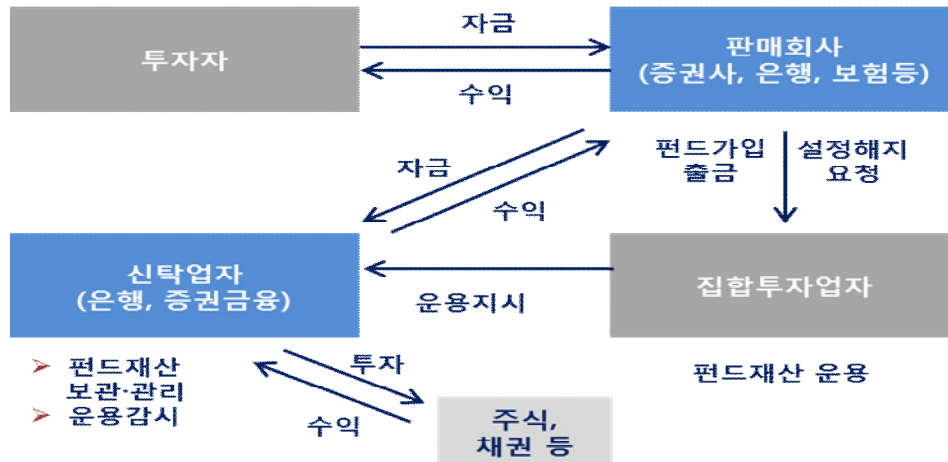 자금
투자자
판매회사
(증권사, 은행, 보험등)
수익
펀드가입
출금
설정해지
요청
자금
수익
신탁업자
(은행, 증권금융)
집합투자업자
운용지시
➢ 펀드재산
보관·관리
➢ 운용감시
투자
수익
펀드재산 운용
주식,
채권 등